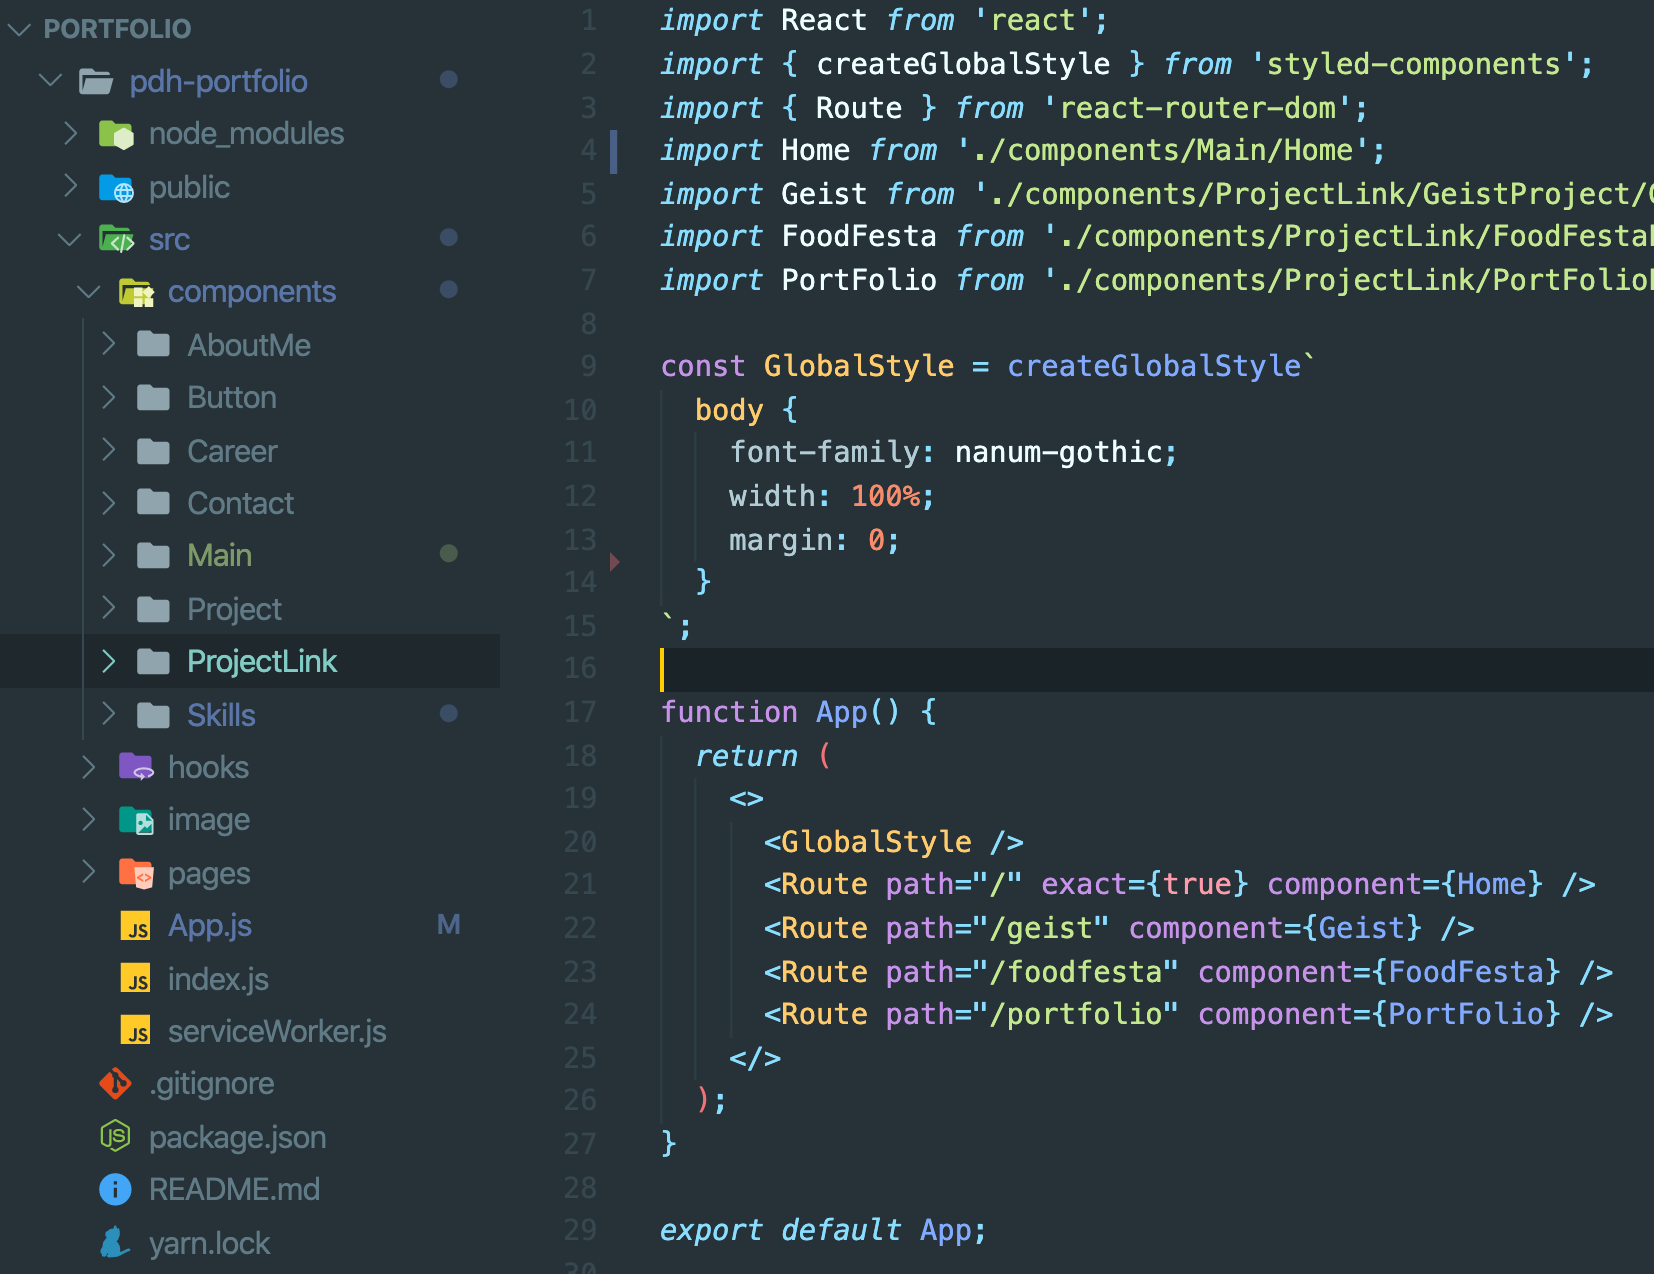 PORTFOLIO
pdh-portfolio
node_modules
public
src
components
AboutMe
Button
Career
Contact
Main
Project
ProjectLink
Skills
hooks
image
pages
JS App.js M
JS index.js
JS serviceWorker.js
.gitignore
JS package.json
i README.md
yarn.lock
1 import React from 'react';
2 import { createGlobalStyle } from 'styled-components';
3 import { Route } from 'react-router-dom';
4 import Home from './components/Main/Home';
5 import Geist from './components/ProjectLink/GeistProject/
6 import FoodFesta from './components/ProjectLink/FoodFesta
7 import PortFolio from './components/ProjectLink/PortFolio
8
9 const GlobalStyle = createGlobalStyle`
10 body {
11 font-family: nanum-gothic;
12 width: 100%;
13 margin: 0;
14 }
15 `;
16
17 function App() {
18 return (
19 <>
20 <GlobalStyle />
21 <Route path="/" exact={true} component={Home} />
22 <Route path="/geist" component={Geist} />
23 <Route path="/foodfesta" component={FoodFesta} />
24 <Route path="/portfolio" component={PortFolio} />
25 </>
26 );
27 }
28
29 export default App;
30